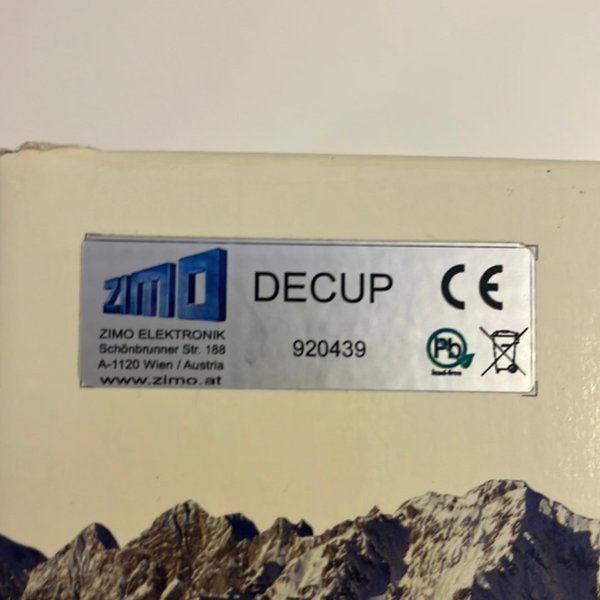 ZIMO
DECUP
CE
ZIMO ELEKTRONIK
Schönbrunner Str. 188
A-1120 Wien / Austria
www.zimo.at
920439
Pb
lead-free